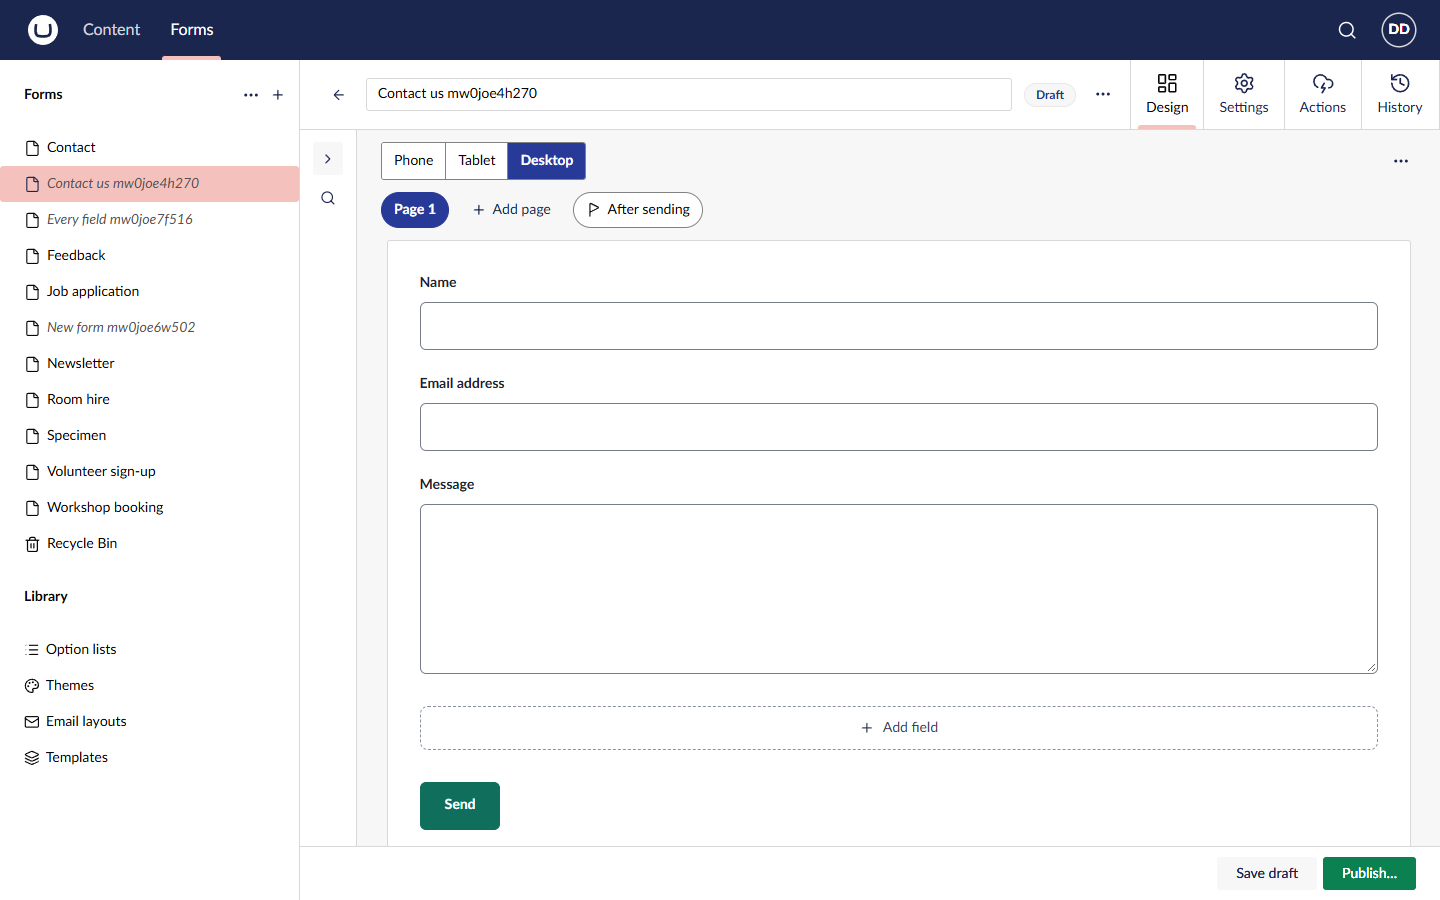 Content
Forms
DD
Forms
Contact
Contact us mw0joe4h270
Every field mw0joe7f516
Feedback
Job application
New form mw0joe6w502
Newsletter
Room hire
Specimen
Volunteer sign-up
Workshop booking
Recycle Bin
Library
Option lists
Themes
Email layouts
Templates
Contact us mw0joe4h270
Draft
Design
Settings
Actions
History
Phone
Tablet
Desktop
Page 1
Add page
After sending
Name
Email address
Message
Add field
Send
Save draft
Publish...